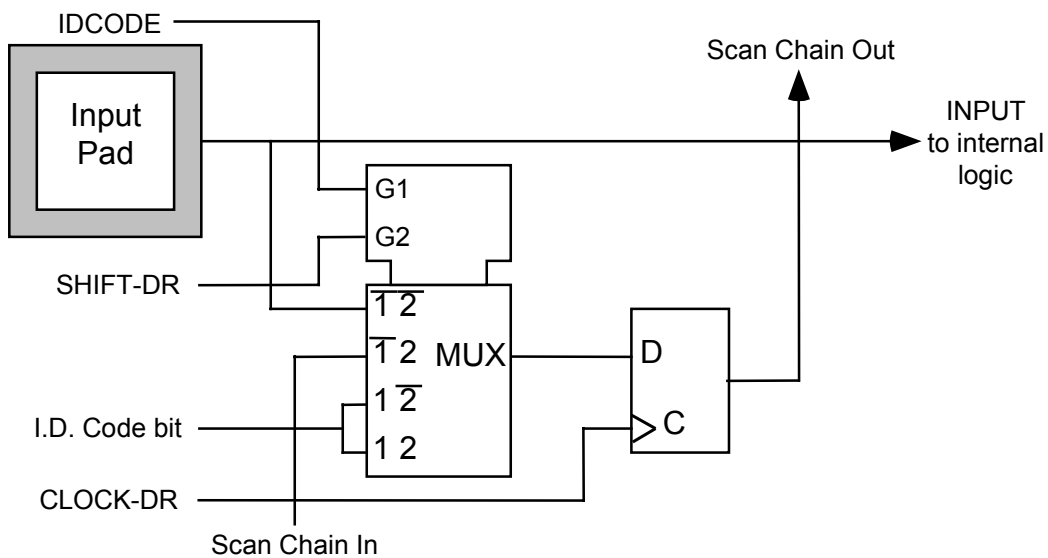 IDCODE
Scan Chain Out
Input
Pad
INPUT
to internal
logic
G1
G2
SHIFT-DR
1̅ 2̅
1̅ 2
MUX
D
1 2̅
I.D. Code bit
C
1 2
CLOCK-DR
Scan Chain In